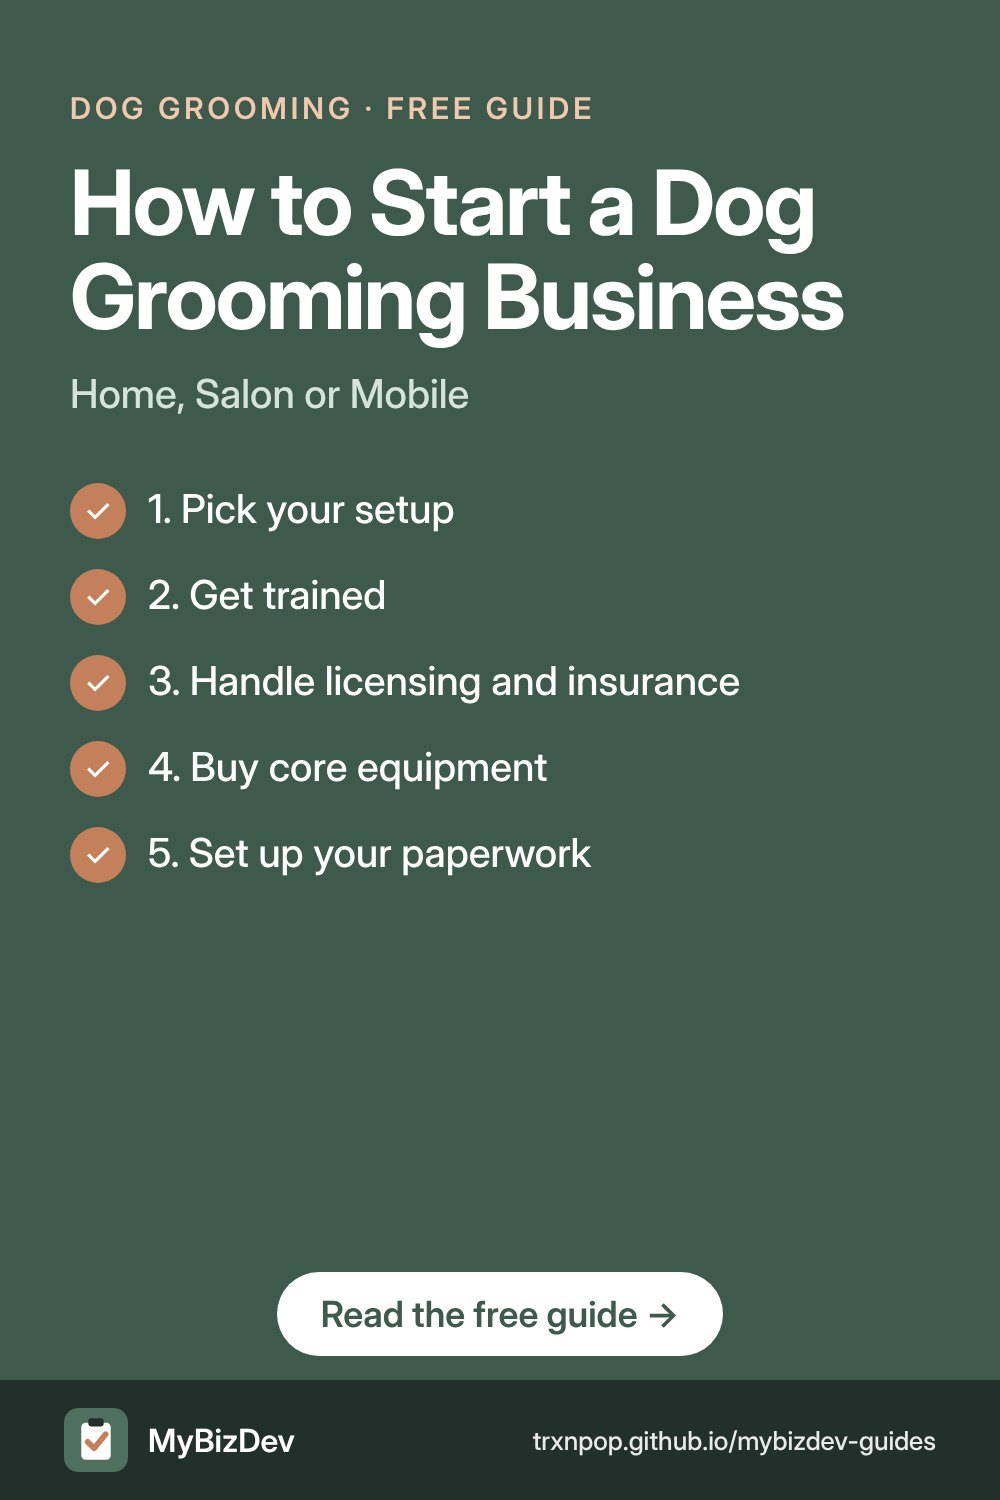 DOG GROOMING · FREE GUIDE
How to Start a Dog
Grooming Business
Home, Salon or Mobile
1. Pick your setup
2. Get trained
3. Handle licensing and insurance
4. Buy core equipment
5. Set up your paperwork
Read the free guide →
MyBizDev
trxnpop.github.io/mybizdev-guides